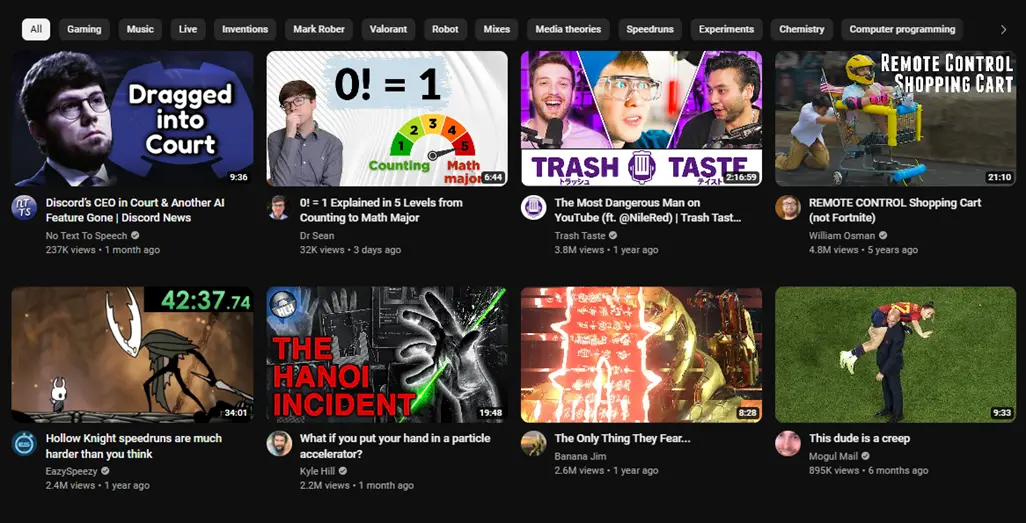 All
Gaming
Music
Live
Inventions
Mark Rober
Valorant
Robot
Mixes
Media theories
Speedruns
Experiments
Chemistry
Computer programming
Dragged
into
Court
9:36
NT
TS
Discord's CEO in Court & Another AI
Feature Gone | Discord News
No Text To Speech
237K views • 1 month ago
0! = 1
1
2
3
4
5
Counting
Math
major
6:44
0! = 1 Explained in 5 Levels from
Counting to Math Major
Dr Sean
32K views • 3 days ago
TRASH TASTE
トラッシュ テイスト
2:16:59
The Most Dangerous Man on
YouTube (ft. @NileRed) | Trash Tast...
Trash Taste
3.8M views • 1 year ago
REMOTE CONTROL
SHOPPING CART
21:10
REMOTE CONTROL Shopping Cart
(not Fortnite)
William Osman
4.8M views • 5 years ago
42:37.74
34:01
Hollow Knight speedruns are much
harder than you think
EazySpeezy
2.4M views • 1 year ago
HLH
THE
HANOI
INCIDENT
19:48
What if you put your hand in a particle
accelerator?
Kyle Hill
2.2M views • 1 month ago
8:28
The Only Thing They Fear...
Banana Jim
2.6M views • 1 year ago
9:33
This dude is a creep
Mogul Mail
895K views • 6 months ago